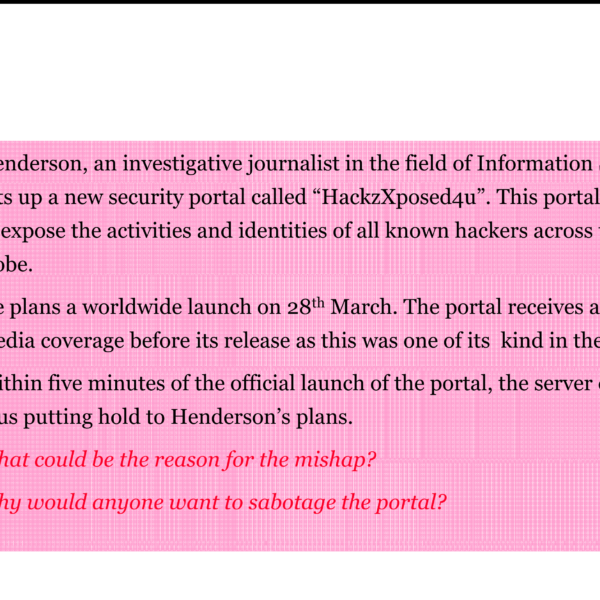 enderson, an investigative journalist in the field of Information
ts up a new security portal called “HackzXposed4u”. This portal
expose the activities and identities of all known hackers across
obe.
e plans a worldwide launch on 28th March. The portal receives a
edia coverage before its release as this was one of its kind in the
ithin five minutes of the official launch of the portal, the server
us putting hold to Henderson’s plans.
hat could be the reason for the mishap?
hy would anyone want to sabotage the portal?